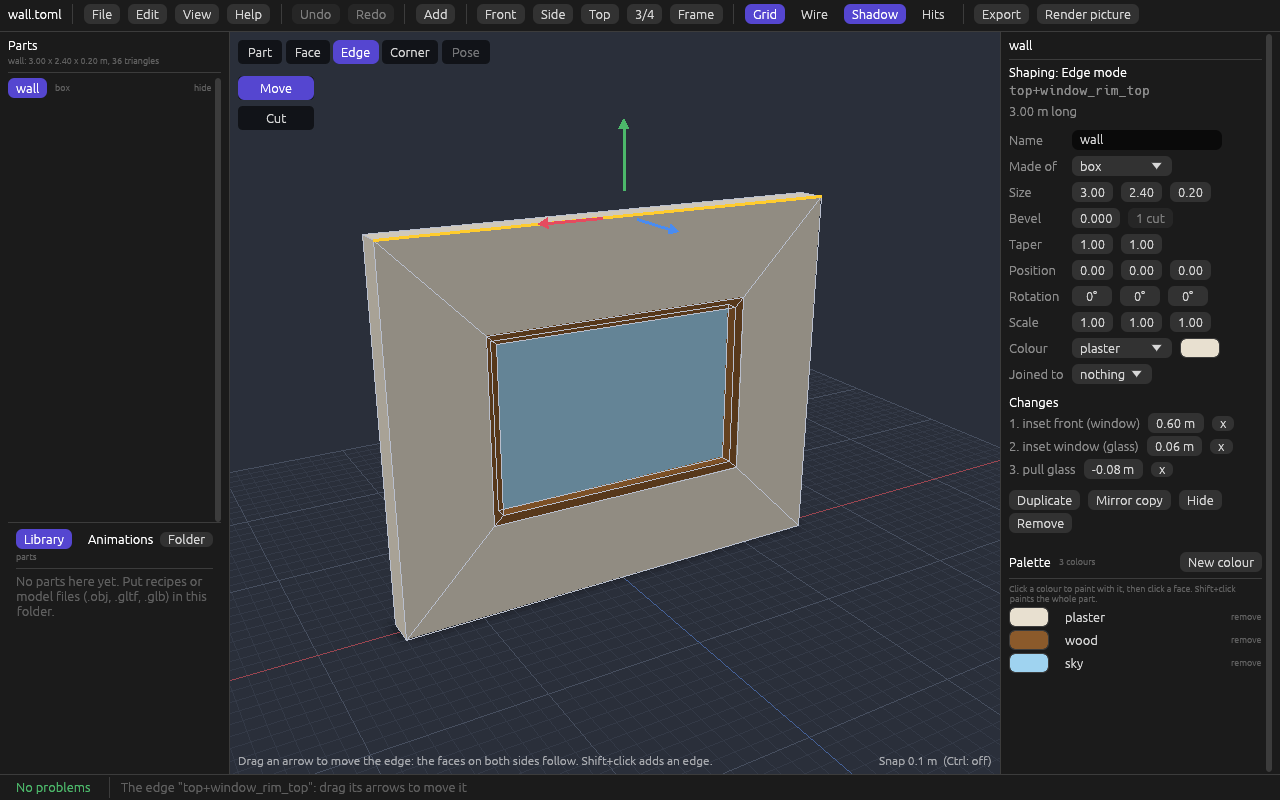 wall.toml File Edit View Help Undo Redo Add Front Side Top 3/4 Frame Grid Wire Shadow Hits Export Render picture
Parts
wall: 3.00 x 2.40 x 0.20 m, 36 triangles
wall box hide
Library Animations Folder
parts
No parts here yet. Put recipes or
model files (.obj, .gltf, .glb) in this
folder.
Part Face Edge Corner Pose
Move
Cut
Drag an arrow to move the edge: the faces on both sides follow. Shift+click adds an edge.
Snap 0.1 m (Ctrl: off)
wall
Shaping: Edge mode
top+window_rim_top
3.00 m long
Name wall
Made of box
Size 3.00 2.40 0.20
Bevel 0.000 1 cut
Taper 1.00 1.00
Position 0.00 0.00 0.00
Rotation 0° 0° 0°
Scale 1.00 1.00 1.00
Colour plaster
Joined to nothing
Changes
1. inset front (window) 0.60 m x
2. inset window (glass) 0.06 m x
3. pull glass -0.08 m x
Duplicate Mirror copy Hide
Remove
Palette 3 colours New colour
Click a colour to paint with it, then click a face. Shift+click
paints the whole part.
plaster remove
wood remove
sky remove
No problems The edge "top+window_rim_top": drag its arrows to move it